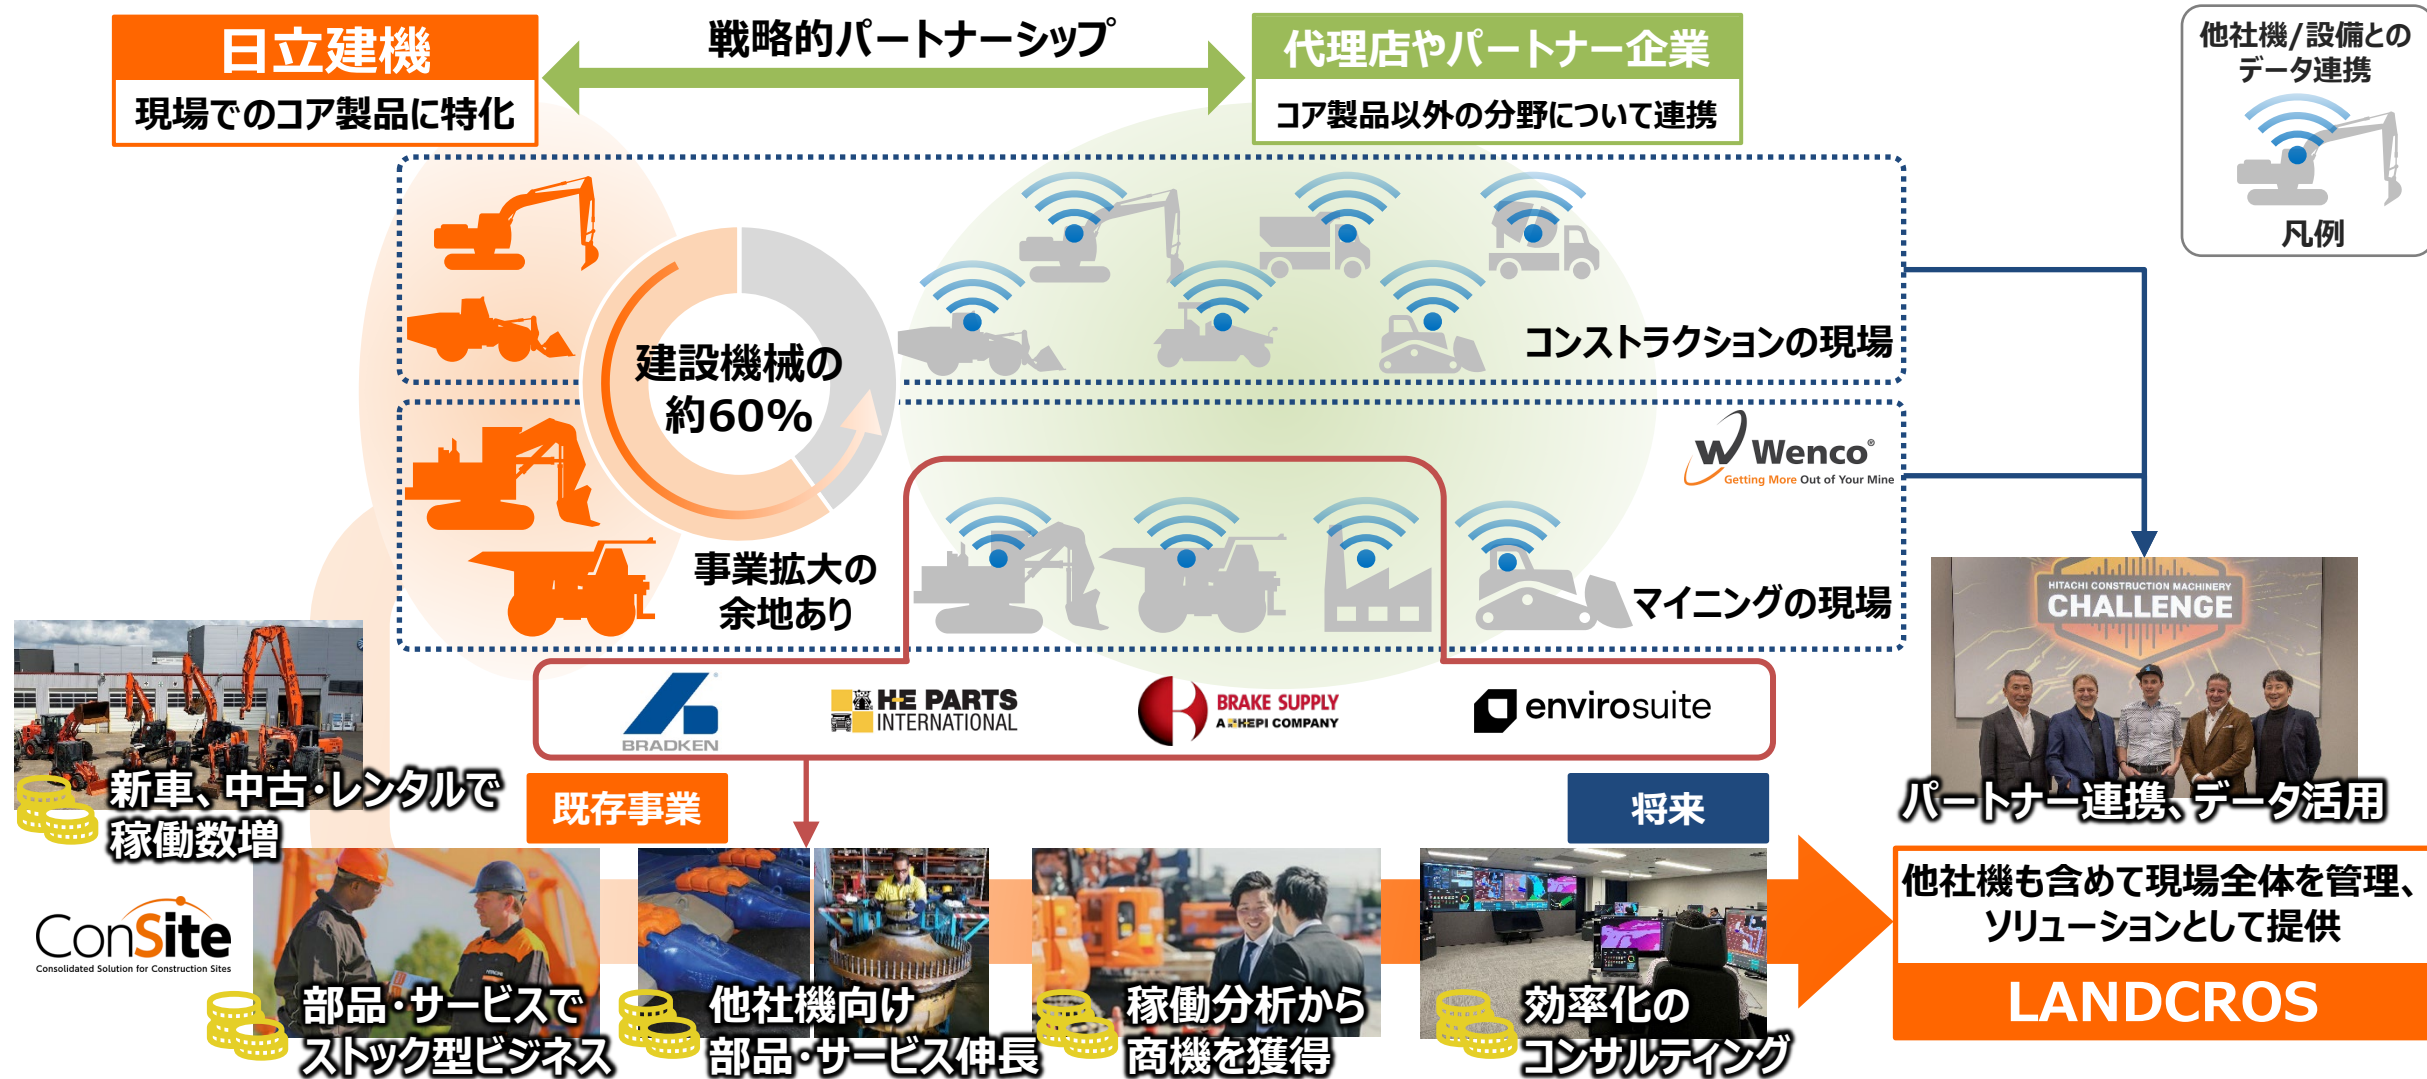 日立建機
現場でのコア製品に特化
戦略的パートナーシップ
代理店やパートナー企業
コア製品以外の分野について連携
他社機/設備との
データ連携
凡例
建設機械の
約60%
コンストラクションの現場
Wenco®
Getting More Out of Your Mine
事業拡大の
余地あり
マイニングの現場
HITACHI CONSTRUCTION MACHINERY
CHALLENGE
BRADKEN
H-E PARTS
INTERNATIONAL
BRAKE SUPPLY
A HEPI COMPANY
envirosuite
新車、中古・レンタルで
稼働数増
既存事業
将来
パートナー連携、データ活用
ConSite
Consolidated Solution for Construction Sites
部品・サービスで
ストック型ビジネス
他社機向け
部品・サービス伸長
稼働分析から
商機を獲得
効率化の
コンサルティング
他社機も含めて現場全体を管理、
ソリューションとして提供
LANDCROS